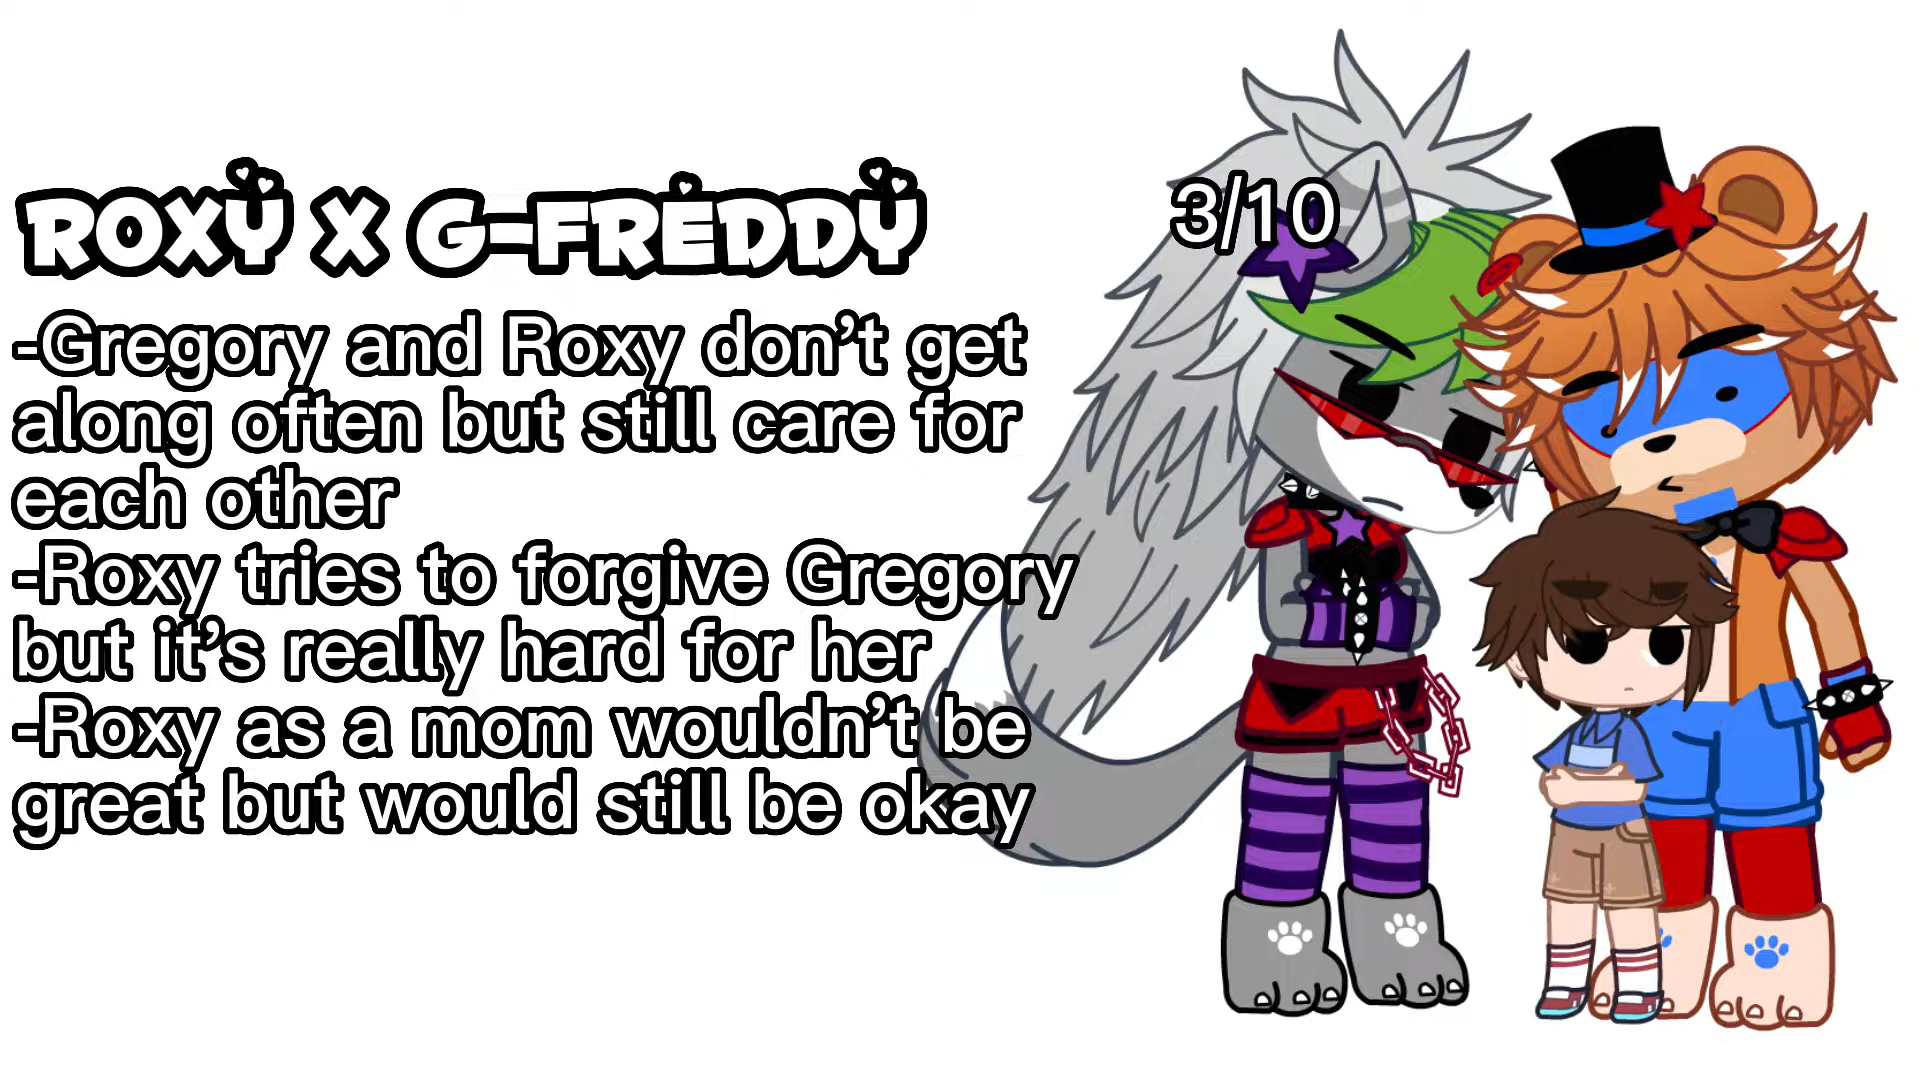 ROXY X G-FREDDY
3/10
-Gregory and Roxy don’t get
along often but still care for
each other
-Roxy tries to forgive Gregory
but it’s really hard for her
-Roxy as a mom wouldn’t be
great but would still be okay